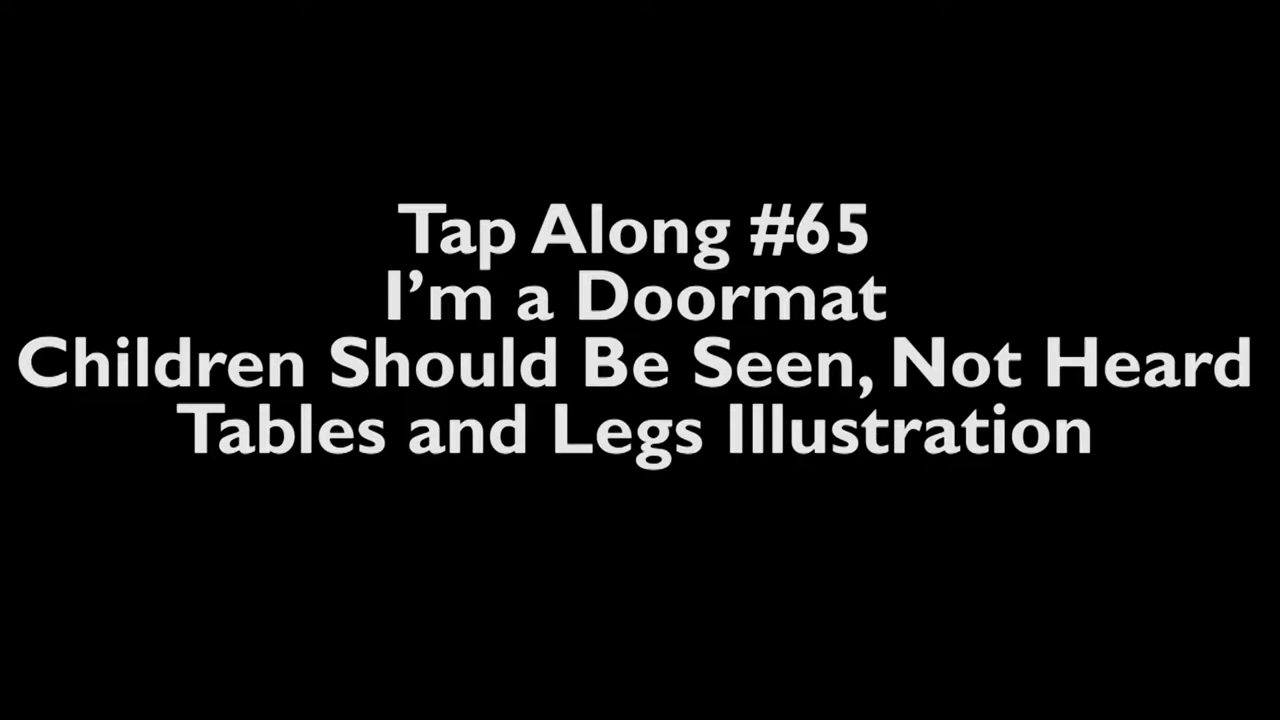 Tap Along #65
I’m a Doormat
Children Should Be Seen, Not Heard
Tables and Legs Illustration